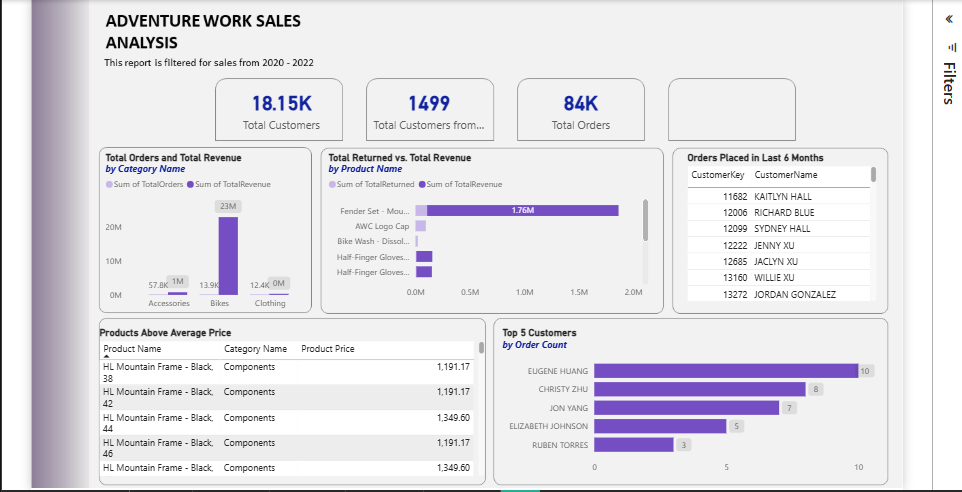 ADVENTURE WORK SALES
ANALYSIS
This report is filtered for sales from 2020 - 2022
18.15K
Total Customers
1499
Total Customers from...
84K
Total Orders
Filters
Total Orders and Total Revenue
by Category Name
Sum of TotalOrders Sum of TotalRevenue
23M
20M
10M
0M
57.8K 1M 13.9K 12.4K 0M
Accessories Bikes Clothing
Total Returned vs. Total Revenue
by Product Name
Sum of TotalReturned Sum of TotalRevenue
Fender Set - Mou... 1.76M
AWC Logo Cap
Bike Wash - Dissol...
Half-Finger Gloves...
Half-Finger Gloves...
0.0M 0.5M 1.0M 1.5M 2.0M
Orders Placed in Last 6 Months
CustomerKey CustomerName
11682 KAITLYN HALL
12006 RICHARD BLUE
12099 SYDNEY HALL
12222 JENNY XU
12685 JACLYN XU
13160 WILLIE XU
13272 JORDAN GONZALEZ
Products Above Average Price
Product Name Category Name Product Price
HL Mountain Frame - Black, Components 1,191.17
38
HL Mountain Frame - Black, Components 1,191.17
42
HL Mountain Frame - Black, Components 1,349.60
44
HL Mountain Frame - Black, Components 1,191.17
46
HL Mountain Frame - Black, Components 1,349.60
Top 5 Customers
by Order Count
EUGENE HUANG 10
CHRISTY ZHU 8
JON YANG 7
ELIZABETH JOHNSON 5
RUBEN TORRES 3
0 5 10